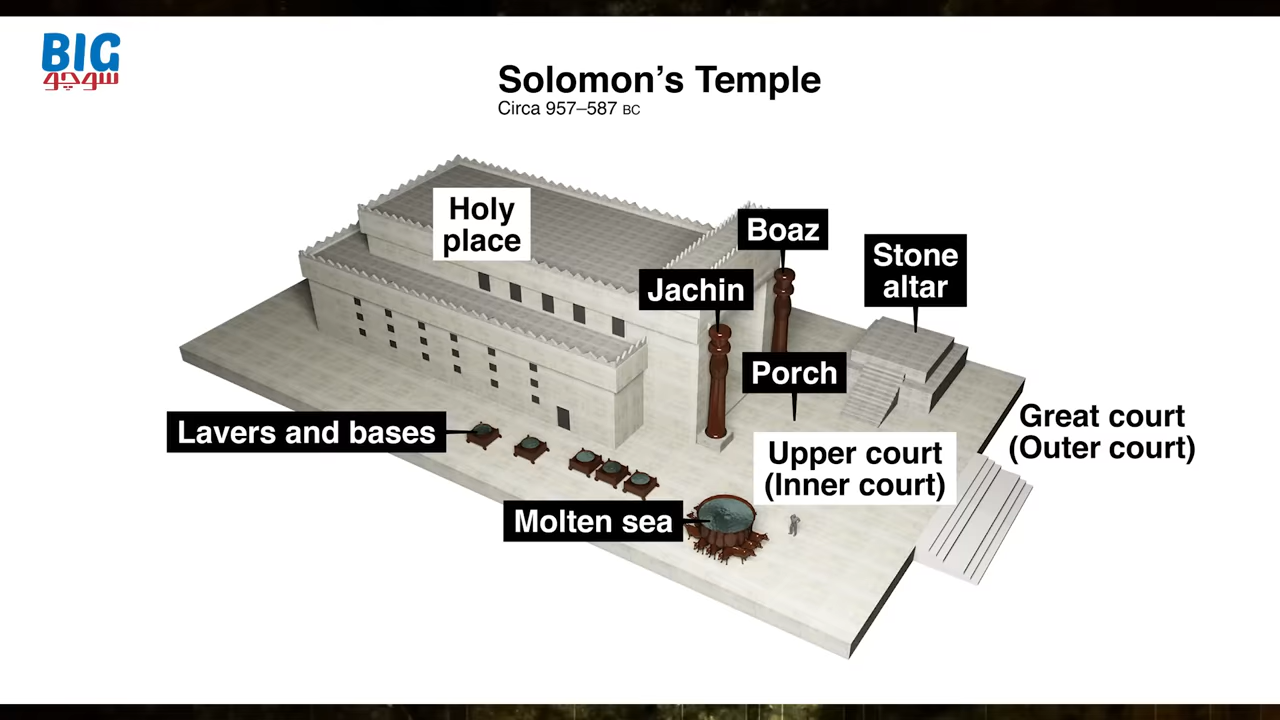 BIG
سوچو
Solomon’s Temple
Circa 957–587 BC
Holy
place
Boaz
Stone
altar
Jachin
Porch
Great court
(Outer court)
Lavers and bases
Upper court
(Inner court)
Molten sea